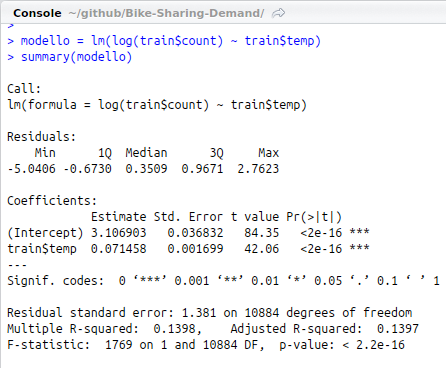 Console ~/github/Bike-Sharing-Demand/
>
> modello = lm(log(train$count) ~ train$temp)
> summary(modello)
Call:
lm(formula = log(train$count) ~ train$temp)
Residuals:
    Min      1Q  Median      3Q     Max
-5.0406 -0.6730  0.3509  0.9671  2.7623
Coefficients:
            Estimate Std. Error t value Pr(>|t|)
(Intercept) 3.106903   0.036832   84.35   <2e-16 ***
train$temp  0.071458   0.001699   42.06   <2e-16 ***
---
Signif. codes:  0 ‘***’ 0.001 ‘**’ 0.01 ‘*’ 0.05 ‘.’ 0.1 ‘ ’ 1
Residual standard error: 1.381 on 10884 degrees of freedom
Multiple R-squared:  0.1398,    Adjusted R-squared:  0.1397
F-statistic:  1769 on 1 and 10884 DF,  p-value: < 2.2e-16